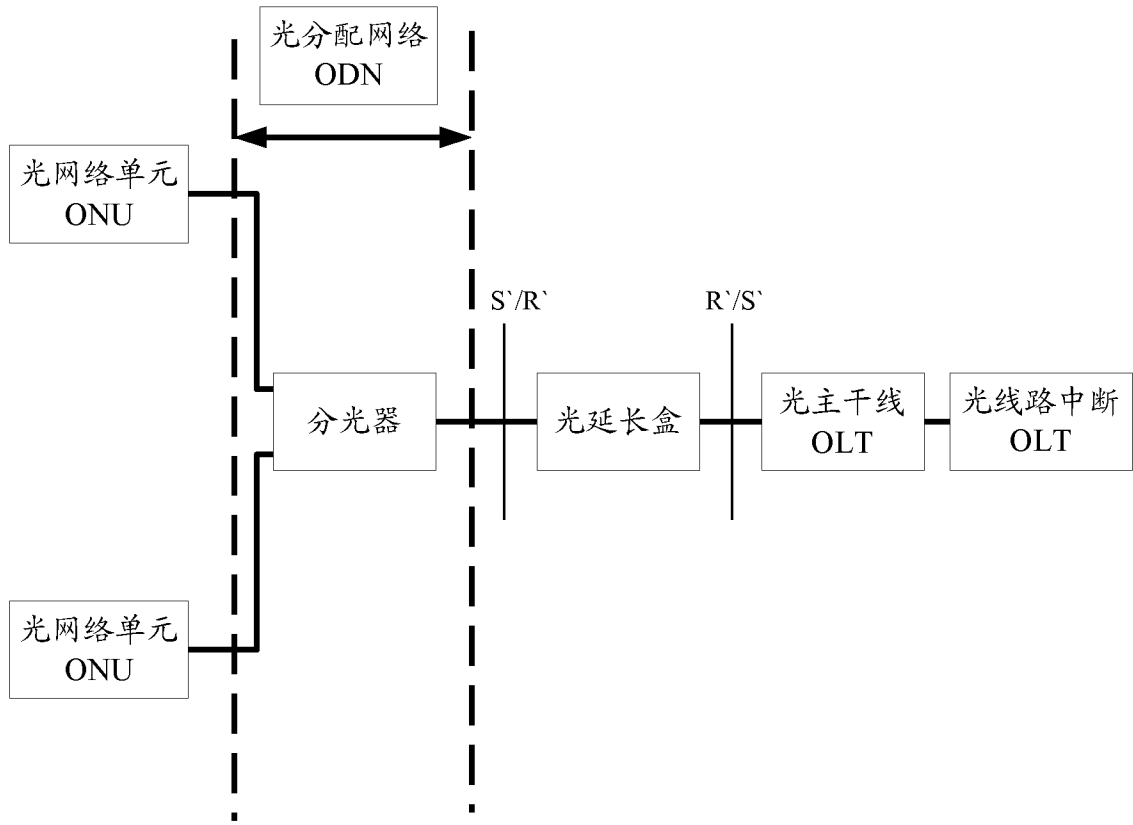 光分配网络
ODN
光网络单元
ONU
S`/R`
R`/S`
分光器
光延长盒
光主干线
OLT
光线路中断
OLT
光网络单元
ONU